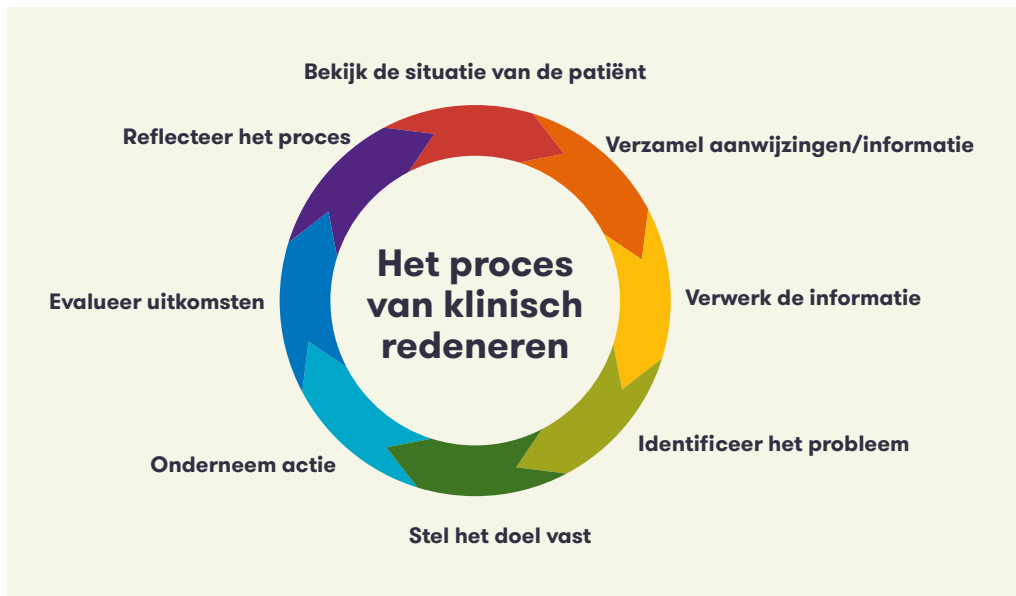 Bekijk de situatie van de patiënt
Verzamel aanwijzingen/informatie
Verwerk de informatie
Identificeer het probleem
Stel het doel vast
Onderneem actie
Evalueer uitkomsten
Reflecteer het proces
Het proces
van klinisch
redeneren